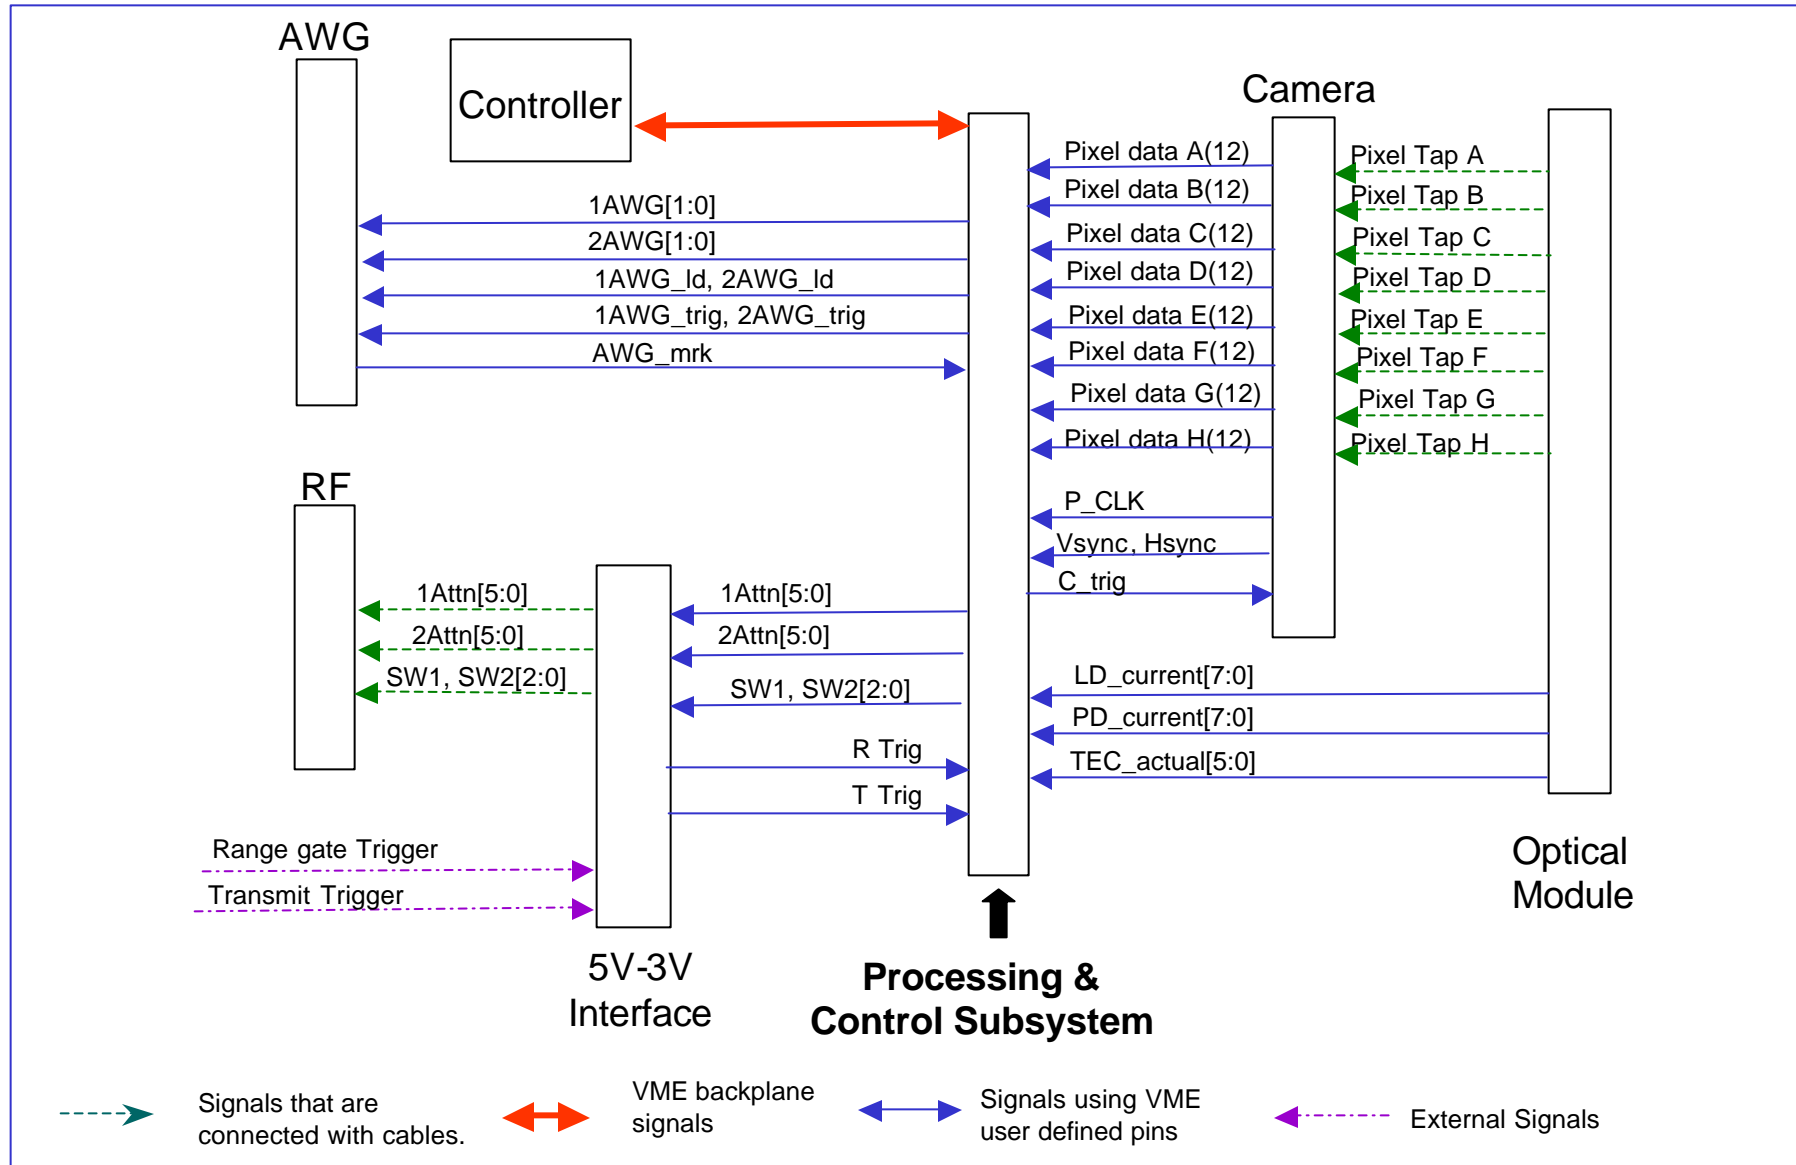 AWG
Controller
Camera
1AWG[1:0]
2AWG[1:0]
1AWG_ld, 2AWG_ld
1AWG_trig, 2AWG_trig
AWG_mrk
Pixel data A(12)
Pixel data B(12)
Pixel data C(12)
Pixel data D(12)
Pixel data E(12)
Pixel data F(12)
Pixel data G(12)
Pixel data H(12)
Pixel Tap A
Pixel Tap B
Pixel Tap C
Pixel Tap D
Pixel Tap E
Pixel Tap F
Pixel Tap G
Pixel Tap H
P_CLK
Vsync, Hsync
C_trig
RF
1Attn[5:0]
2Attn[5:0]
SW1, SW2[2:0]
1Attn[5:0]
2Attn[5:0]
SW1, SW2[2:0]
R Trig
T Trig
LD_current[7:0]
PD_current[7:0]
TEC_actual[5:0]
Range gate Trigger
Transmit Trigger
Optical
Module
5V-3V
Interface
Processing &
Control Subsystem
Signals that are
connected with cables.
VME backplane
signals
Signals using VME
user defined pins
External Signals